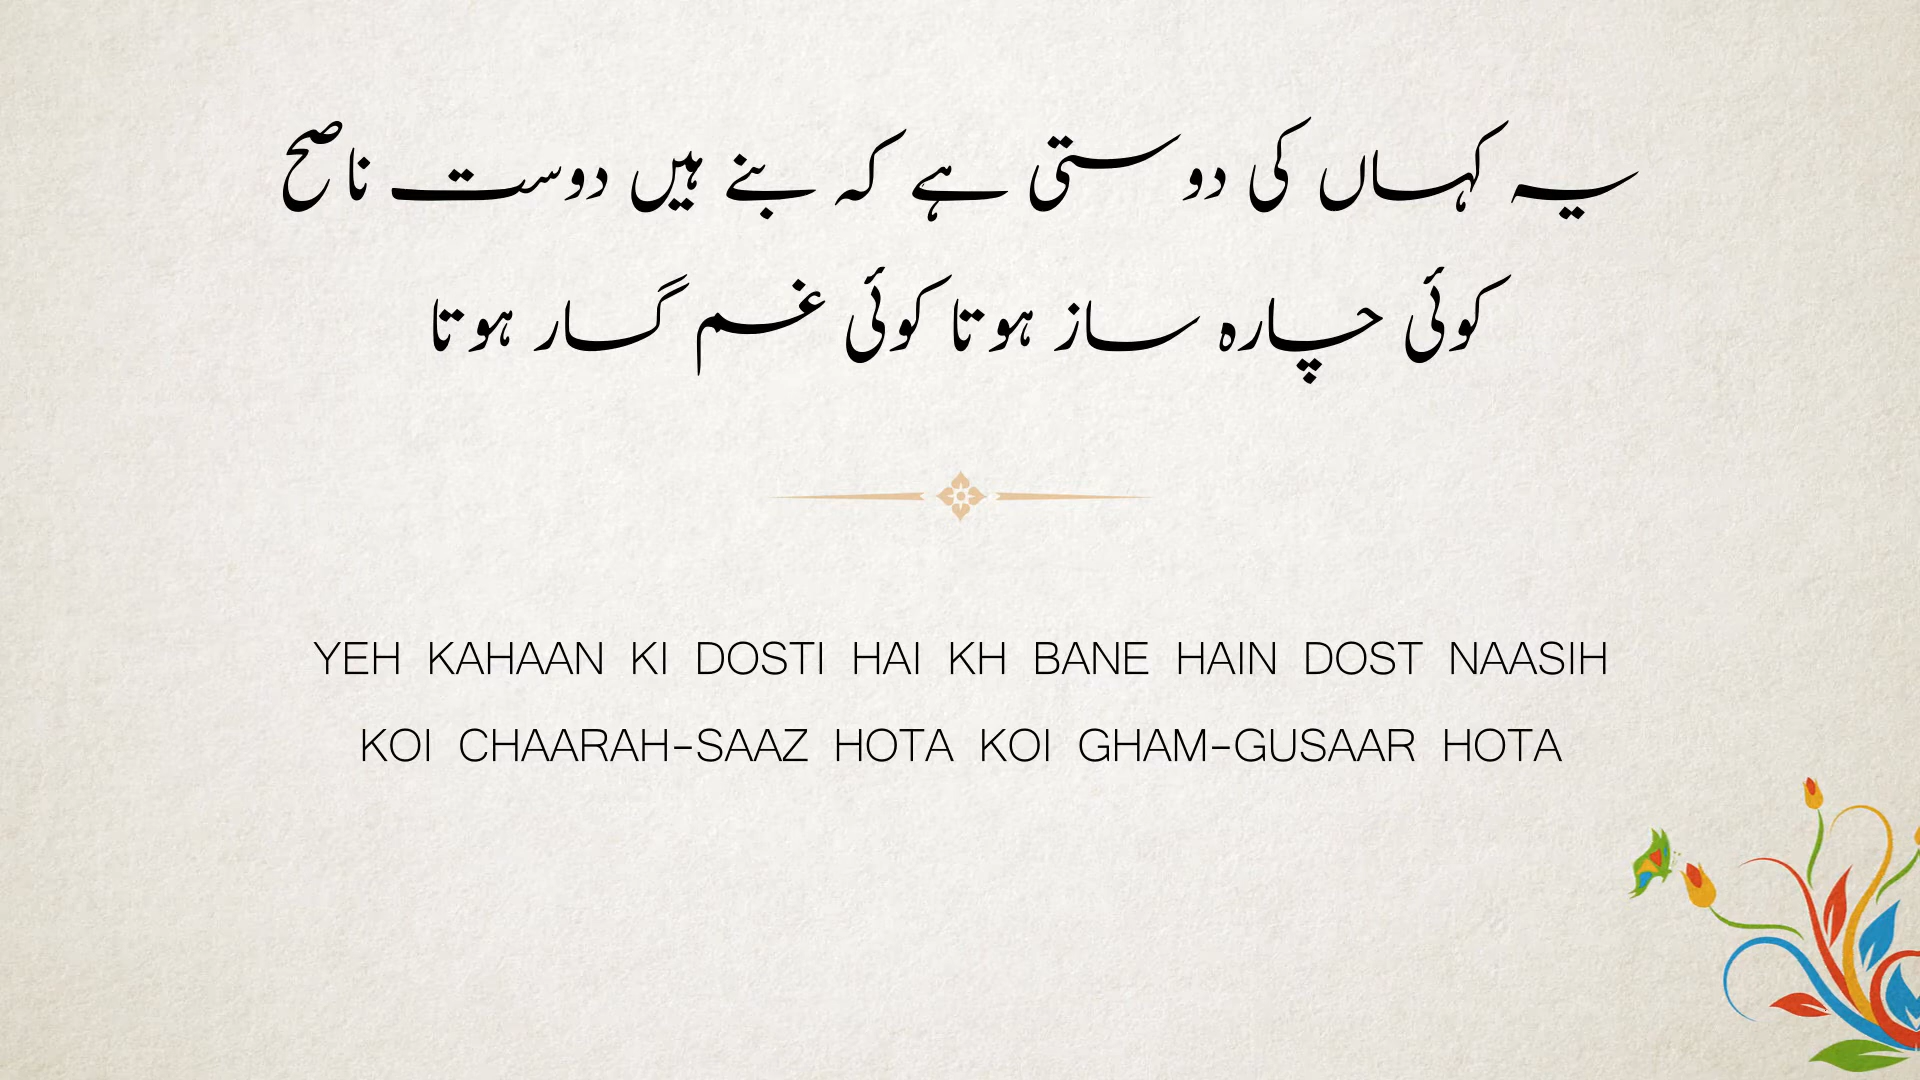 یہ کہاں کی دوستی ہے کہ بنے ہیں دوست ناصح
کوئی چارہ ساز ہوتا کوئی غم گسار ہوتا
YEH KAHAAN KI DOSTI HAI KH BANE HAIN DOST NAASIH
KOI CHAARAH-SAAZ HOTA KOI GHAM-GUSAAR HOTA